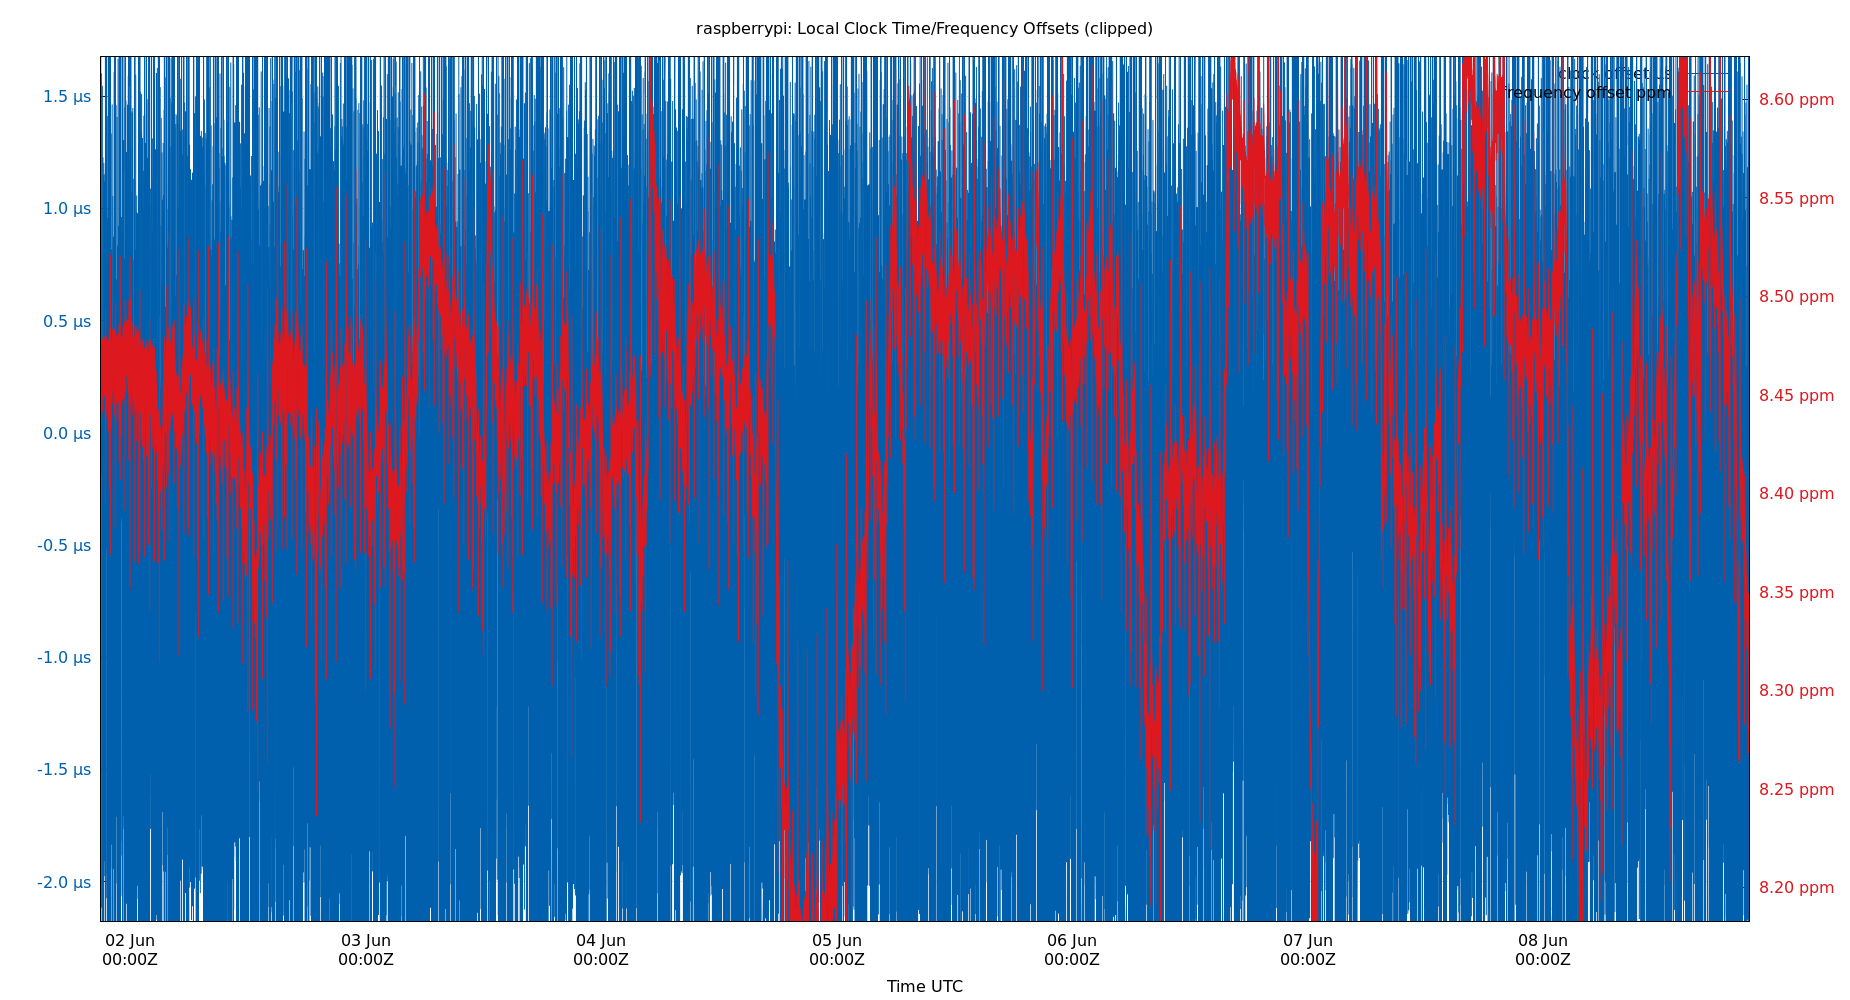 raspberrypi: Local Clock Time/Frequency Offsets (clipped)
clock offset µs
frequency offset ppm
1.5 µs
1.0 µs
0.5 µs
0.0 µs
-0.5 µs
-1.0 µs
-1.5 µs
-2.0 µs
8.60 ppm
8.55 ppm
8.50 ppm
8.45 ppm
8.40 ppm
8.35 ppm
8.30 ppm
8.25 ppm
8.20 ppm
02 Jun 03 Jun 04 Jun 05 Jun 06 Jun 07 Jun 08 Jun
00:00Z 00:00Z 00:00Z 00:00Z 00:00Z 00:00Z 00:00Z
Time UTC